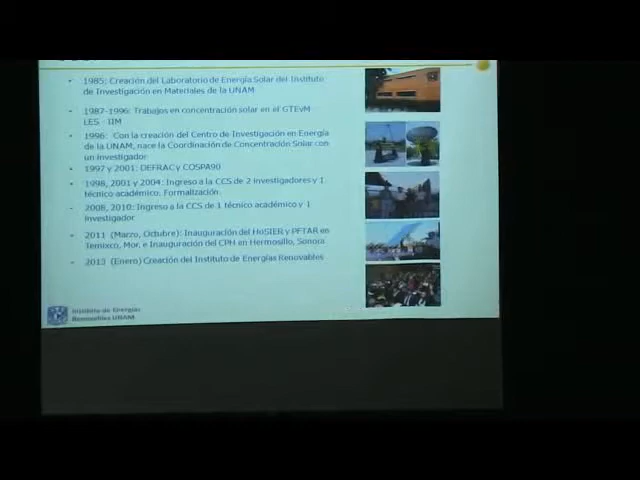 • 1985: Creación del Laboratorio de Energía Solar del Instituto
de Investigación en Materiales de la UNAM
• 1987-1996: Trabajos en concentración solar en el GTEvM
LES - IIM
• 1996: Con la creación del Centro de Investigación en Energía
de la UNAM, nace la Coordinación de Concentración Solar con
un investigador
• 1997 y 2001: DEFRAC y COSPA90
• 1998, 2001 y 2004: Ingreso a la CCS de 2 investigadores y 1
técnico académico. Formalización.
• 2008, 2010: Ingreso a la CCS de 1 técnico académico y 1
investigador
• 2011 (Marzo, Octubre): Inauguración del HoSIER y PFTAR en
Temixco, Mor. e Inauguración del CPH en Hermosillo, Sonora
• 2013 (Enero) Creación del Instituto de Energías Renovables
Instituto de Energías
Renovables UNAM